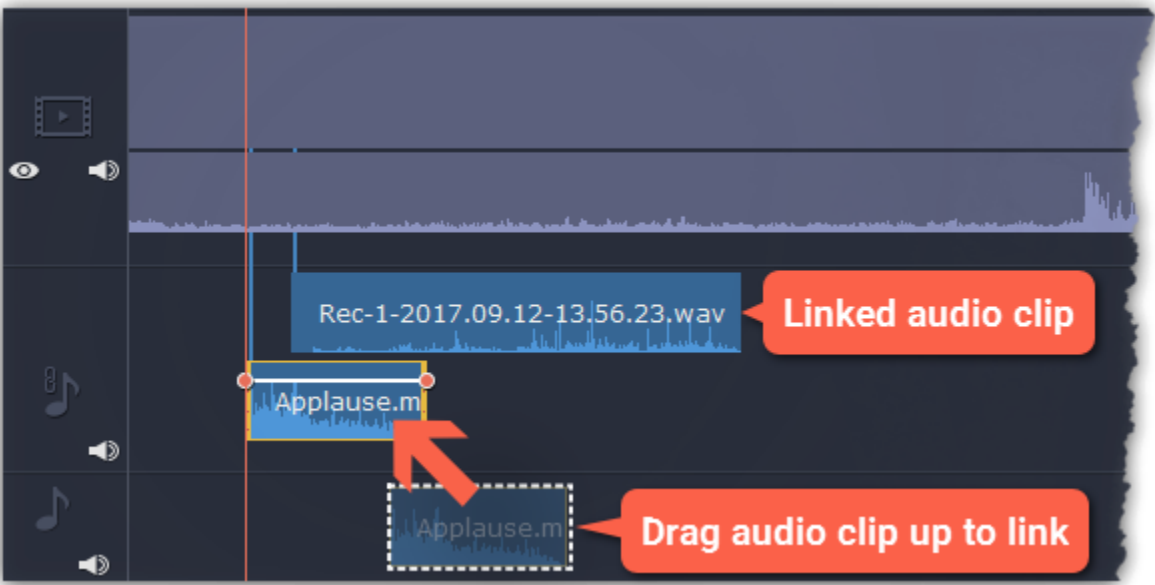 Rec-1-2017.09.12-13.56.23.wav
Linked audio clip
Applause.m
Applause.m
Drag audio clip up to link